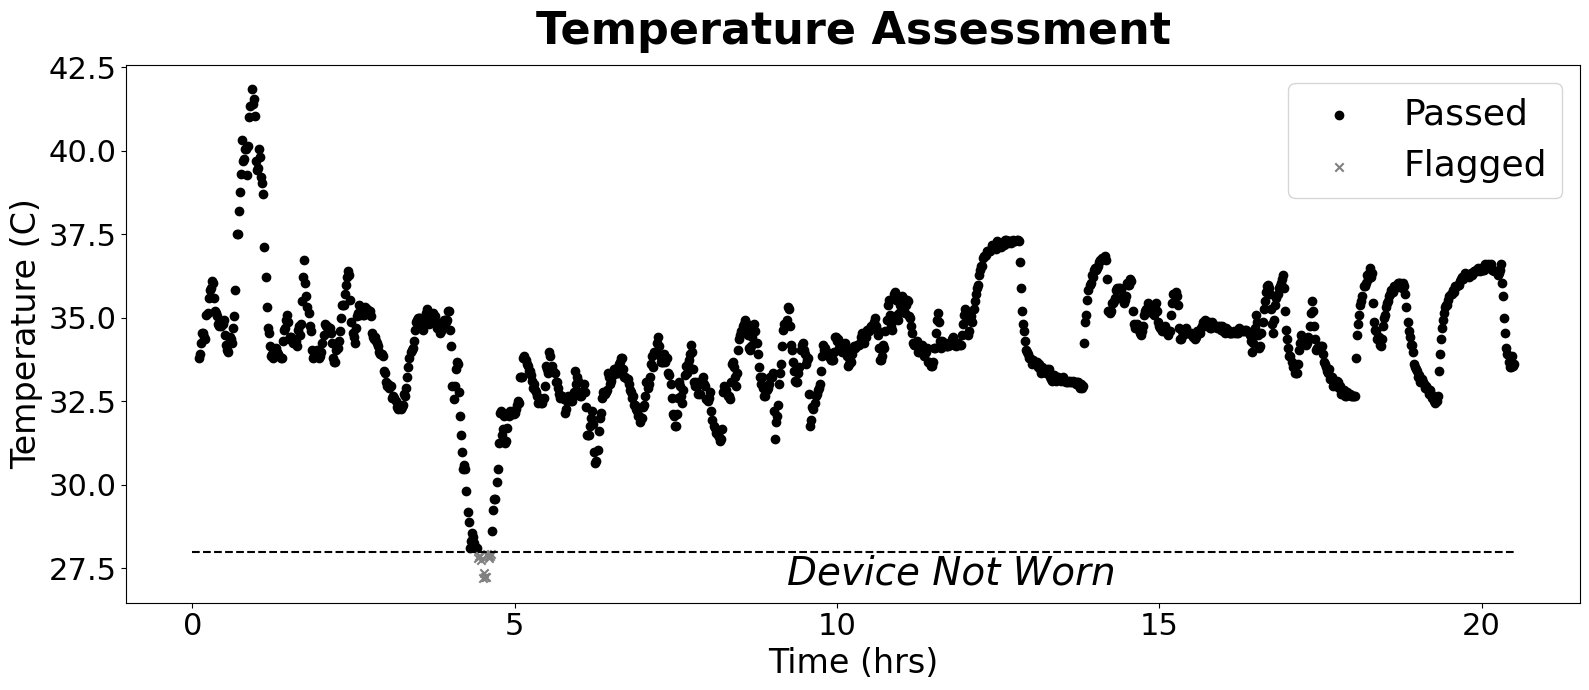 Temperature Assessment
42.5
40.0
37.5
35.0
32.5
30.0
27.5
Temperature (C)
Passed
Flagged
Device Not Worn
0 5 10 15 20
Time (hrs)